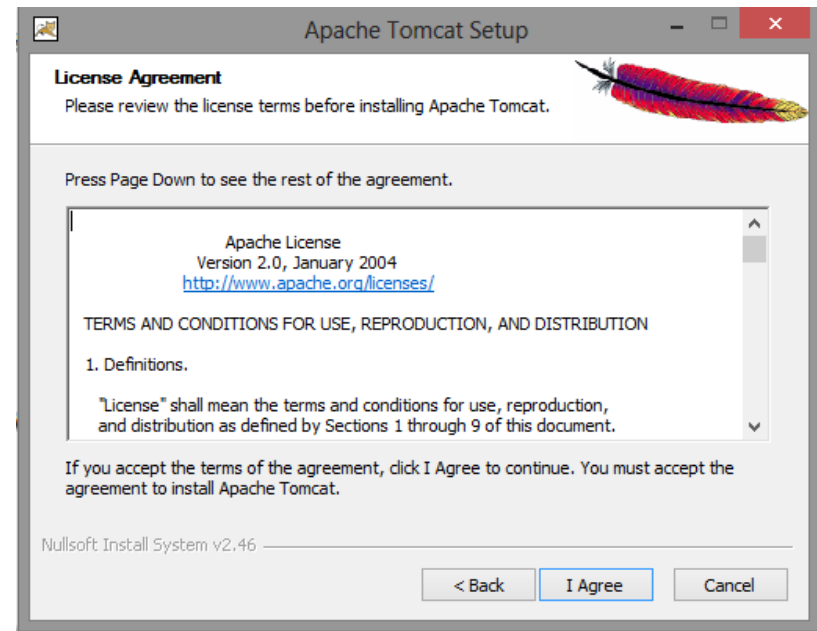 Apache Tomcat Setup
License Agreement
Please review the license terms before installing Apache Tomcat.
Press Page Down to see the rest of the agreement.
Apache License
Version 2.0, January 2004
http://www.apache.org/licenses/
TERMS AND CONDITIONS FOR USE, REPRODUCTION, AND DISTRIBUTION
1. Definitions.
"License" shall mean the terms and conditions for use, reproduction,
and distribution as defined by Sections 1 through 9 of this document.
If you accept the terms of the agreement, click I Agree to continue. You must accept the
agreement to install Apache Tomcat.
Nullsoft Install System v2.46
< Back I Agree Cancel